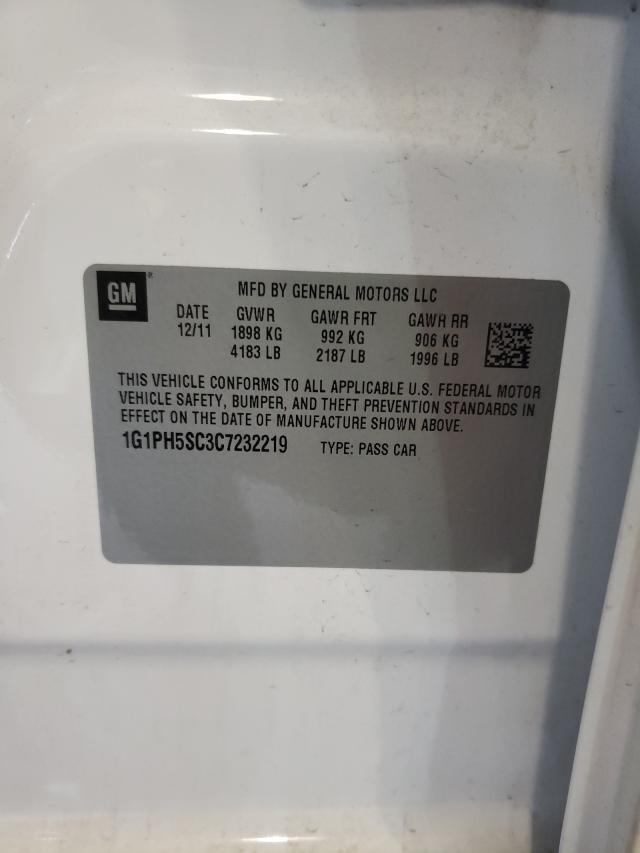 GM
MFD BY GENERAL MOTORS LLC
DATE GVWR GAWR FRT GAWR RR
12/11 1898 KG 992 KG 906 KG
4183 LB 2187 LB 1996 LB
THIS VEHICLE CONFORMS TO ALL APPLICABLE U.S. FEDERAL MOTOR
VEHICLE SAFETY, BUMPER, AND THEFT PREVENTION STANDARDS IN
EFFECT ON THE DATE OF MANUFACTURE SHOWN ABOVE.
1G1PH5SC3C7232219 TYPE: PASS CAR